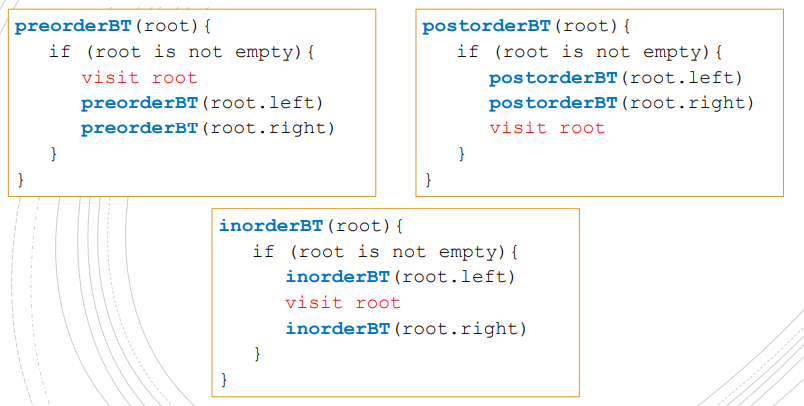 preorderBT(root){
if (root is not empty){
visit root
preorderBT(root.left)
preorderBT(root.right)
}
}
postorderBT(root){
if (root is not empty){
postorderBT(root.left)
postorderBT(root.right)
visit root
}
}
inorderBT(root){
if (root is not empty){
inorderBT(root.left)
visit root
inorderBT(root.right)
}
}